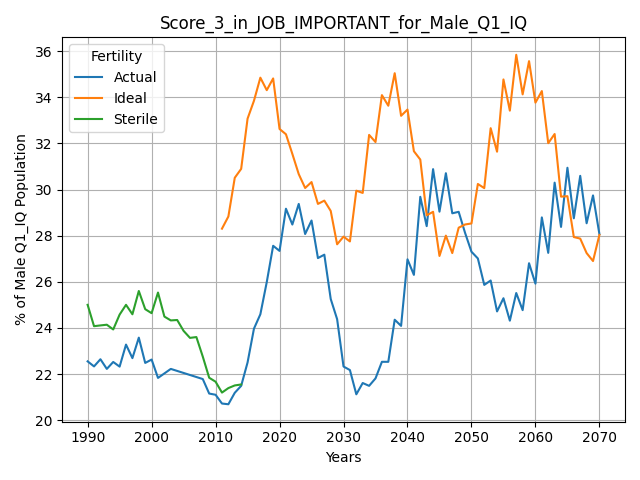 Score_3_in_JOB_IMPORTANT_for_Male_Q1_IQ
Fertility
Actual
Ideal
Sterile
% of Male Q1_IQ Population
36
34
32
30
28
26
24
22
20
1990 2000 2010 2020 2030 2040 2050 2060 2070
Years